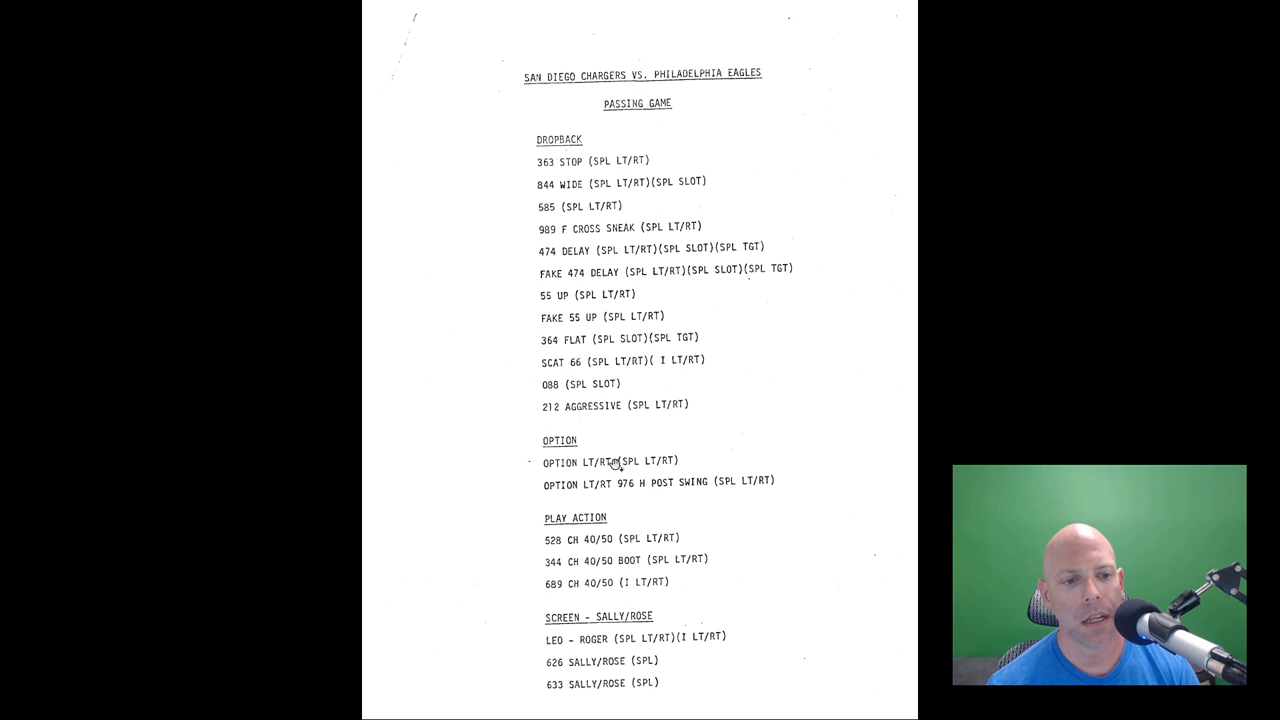 SAN DIEGO CHARGERS VS. PHILADELPHIA EAGLES
PASSING GAME
DROPBACK
363 STOP (SPL LT/RT)
844 WIDE (SPL LT/RT)(SPL SLOT)
585 (SPL LT/RT)
989 F CROSS SNEAK (SPL LT/RT)
474 DELAY (SPL LT/RT)(SPL SLOT)(SPL TGT)
FAKE 474 DELAY (SPL LT/RT)(SPL SLOT)(SPL TGT)
55 UP (SPL LT/RT)
FAKE 55 UP (SPL LT/RT)
364 FLAT (SPL SLOT)(SPL TGT)
SCAT 66 (SPL LT/RT)( I LT/RT)
088 (SPL SLOT)
212 AGGRESSIVE (SPL LT/RT)
OPTION
OPTION LT/RT (SPL LT/RT)
OPTION LT/RT 976 H POST SWING (SPL LT/RT)
PLAY ACTION
528 CH 40/50 (SPL LT/RT)
344 CH 40/50 BOOT (SPL LT/RT)
689 CH 40/50 (I LT/RT)
SCREEN - SALLY/ROSE
LEO - ROGER (SPL LT/RT)(I LT/RT)
626 SALLY/ROSE (SPL)
633 SALLY/ROSE (SPL)